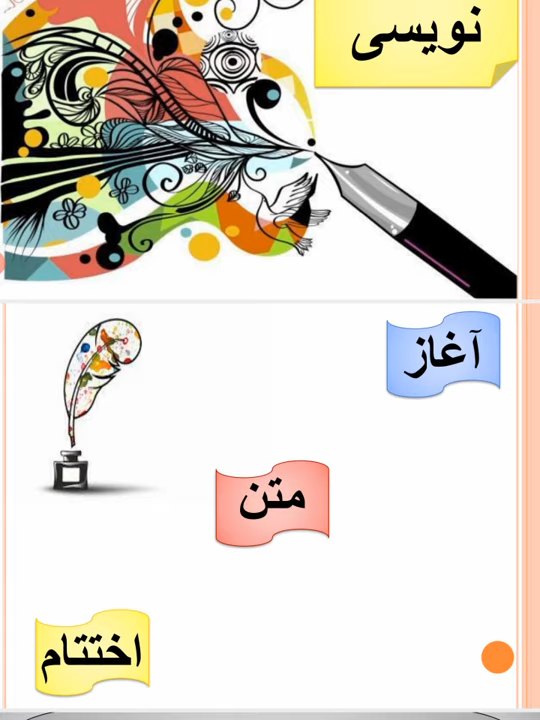 نویسی
آغاز
متن
اختتام